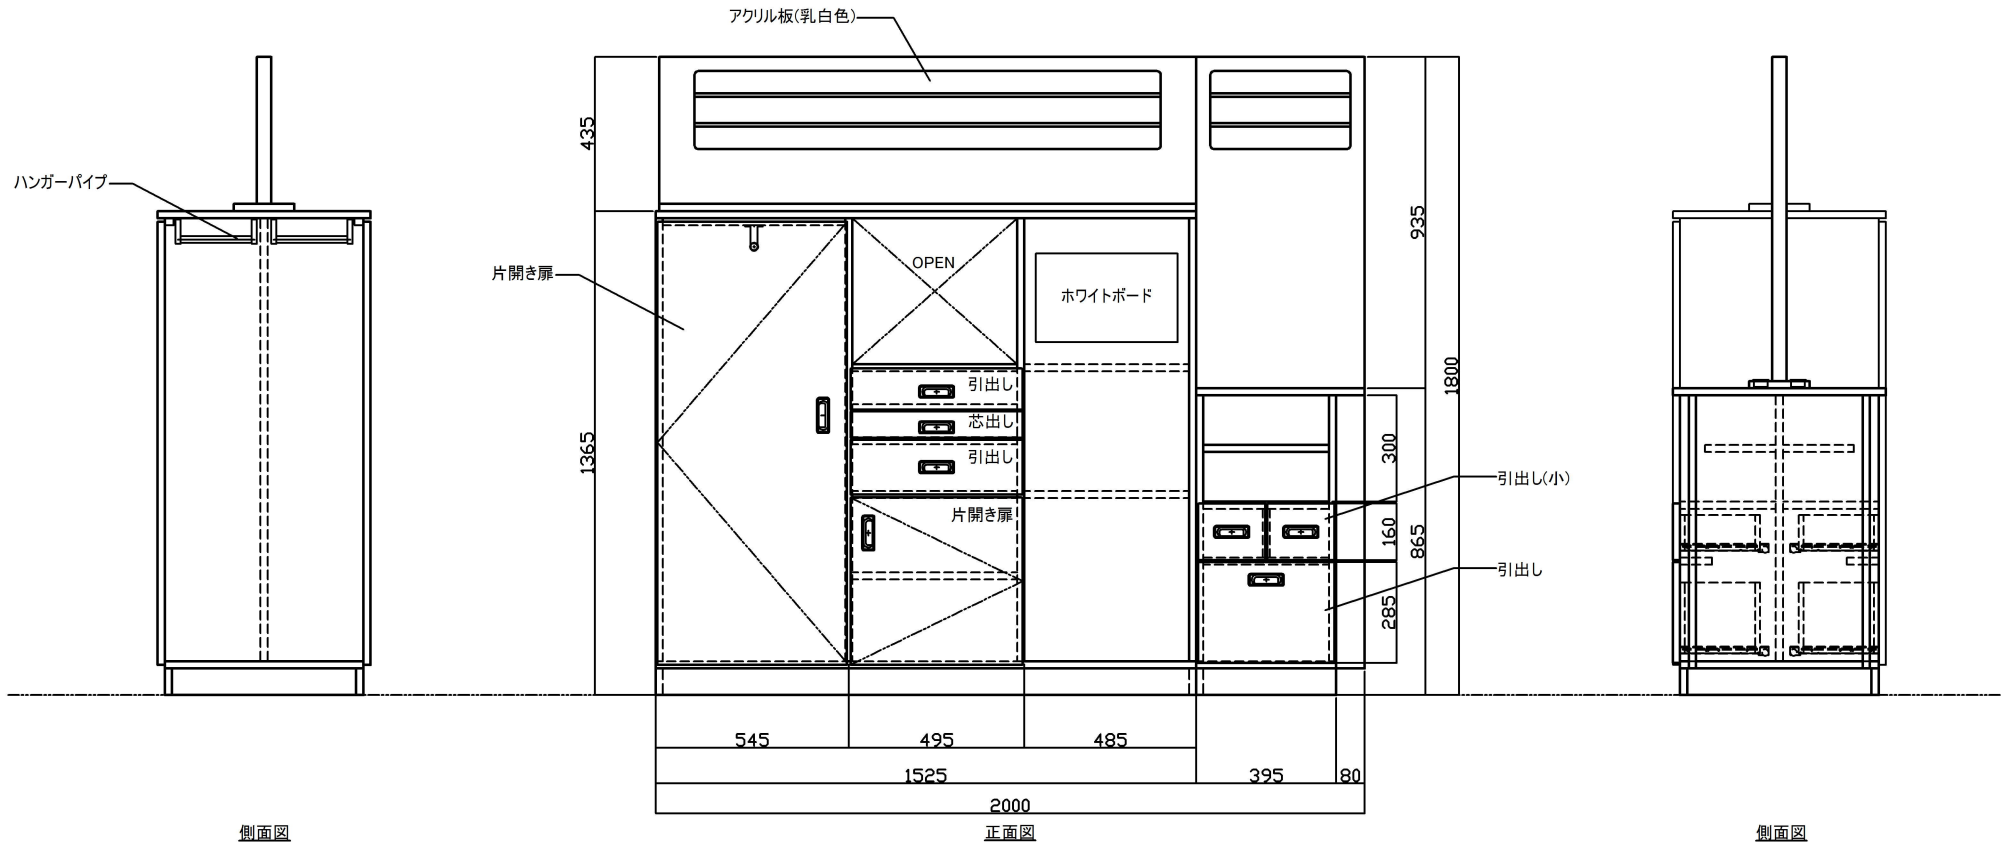 アクリル板(乳白色)
ハンガーパイプ
片開き扉
435
1365
OPEN
ホワイトボード
引出し
芯出し
引出し
片開き扉
935
1800
300
160
865
285
引出し(小)
引出し
545
495
485
1525
395
80
2000
側面図
正面図
側面図